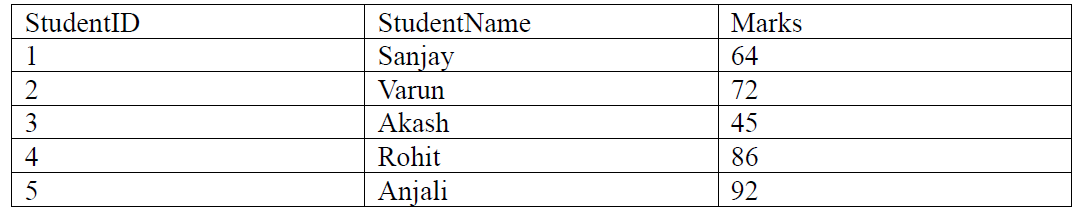 StudentID StudentName Marks
1 Sanjay 64
2 Varun 72
3 Akash 45
4 Rohit 86
5 Anjali 92